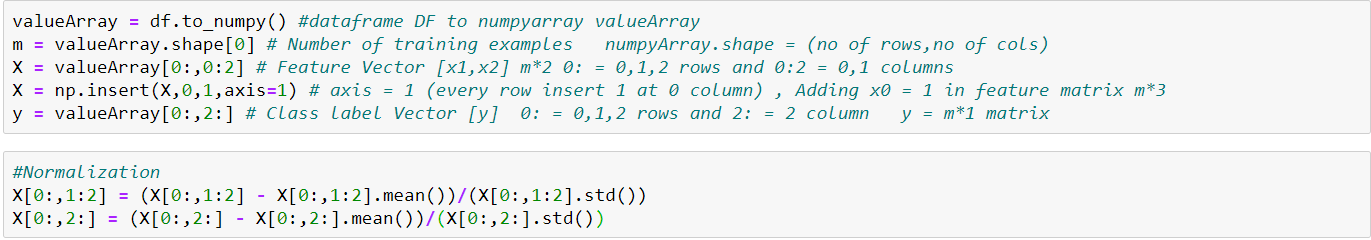 valueArray = df.to_numpy() #dataframe DF to numpyarray valueArray
m = valueArray.shape[0] # Number of training examples   numpyArray.shape = (no of rows,no of cols)
X = valueArray[0:,0:2] # Feature Vector [x1,x2] m*2 0: = 0,1,2 rows and 0:2 = 0,1 columns
X = np.insert(X,0,1,axis=1) # axis = 1 (every row insert 1 at 0 column) , Adding x0 = 1 in feature matrix m*3
y = valueArray[0:,2:] # Class label Vector [y]  0: = 0,1,2 rows and 2: = 2 column   y = m*1 matrix
#Normalization
X[0:,1:2] = (X[0:,1:2] - X[0:,1:2].mean())/(X[0:,1:2].std())
X[0:,2:] = (X[0:,2:] - X[0:,2:].mean())/(X[0:,2:].std())